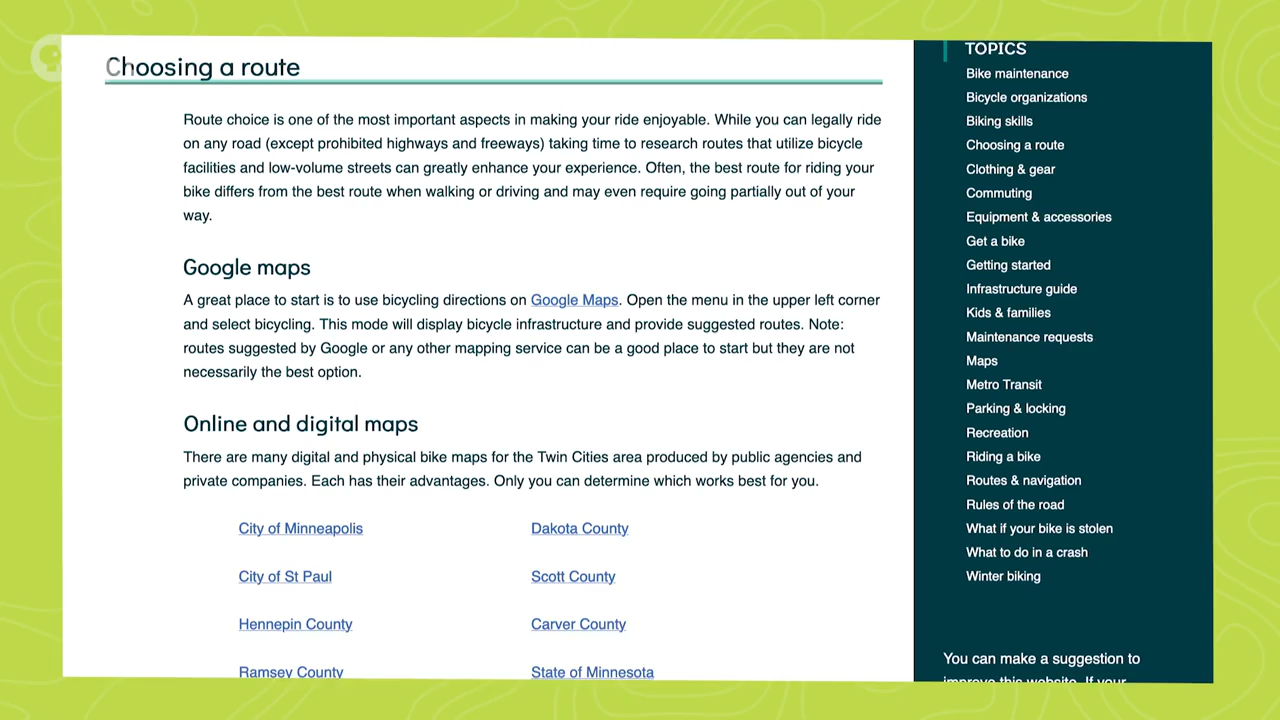 Choosing a route
Route choice is one of the most important aspects in making your ride enjoyable. While you can legally ride
on any road (except prohibited highways and freeways) taking time to research routes that utilize bicycle
facilities and low-volume streets can greatly enhance your experience. Often, the best route for riding your
bike differs from the best route when walking or driving and may even require going partially out of your
way.
Google maps
A great place to start is to use bicycling directions on Google Maps. Open the menu in the upper left corner
and select bicycling. This mode will display bicycle infrastructure and provide suggested routes. Note:
routes suggested by Google or any other mapping service can be a good place to start but they are not
necessarily the best option.
Online and digital maps
There are many digital and physical bike maps for the Twin Cities area produced by public agencies and
private companies. Each has their advantages. Only you can determine which works best for you.
City of Minneapolis
Dakota County
City of St Paul
Scott County
Hennepin County
Carver County
Ramsey County
State of Minnesota
TOPICS
Bike maintenance
Bicycle organizations
Biking skills
Choosing a route
Clothing & gear
Commuting
Equipment & accessories
Get a bike
Getting started
Infrastructure guide
Kids & families
Maintenance requests
Maps
Metro Transit
Parking & locking
Recreation
Riding a bike
Routes & navigation
Rules of the road
What if your bike is stolen
What to do in a crash
Winter biking
You can make a suggestion to
improve this website. If your